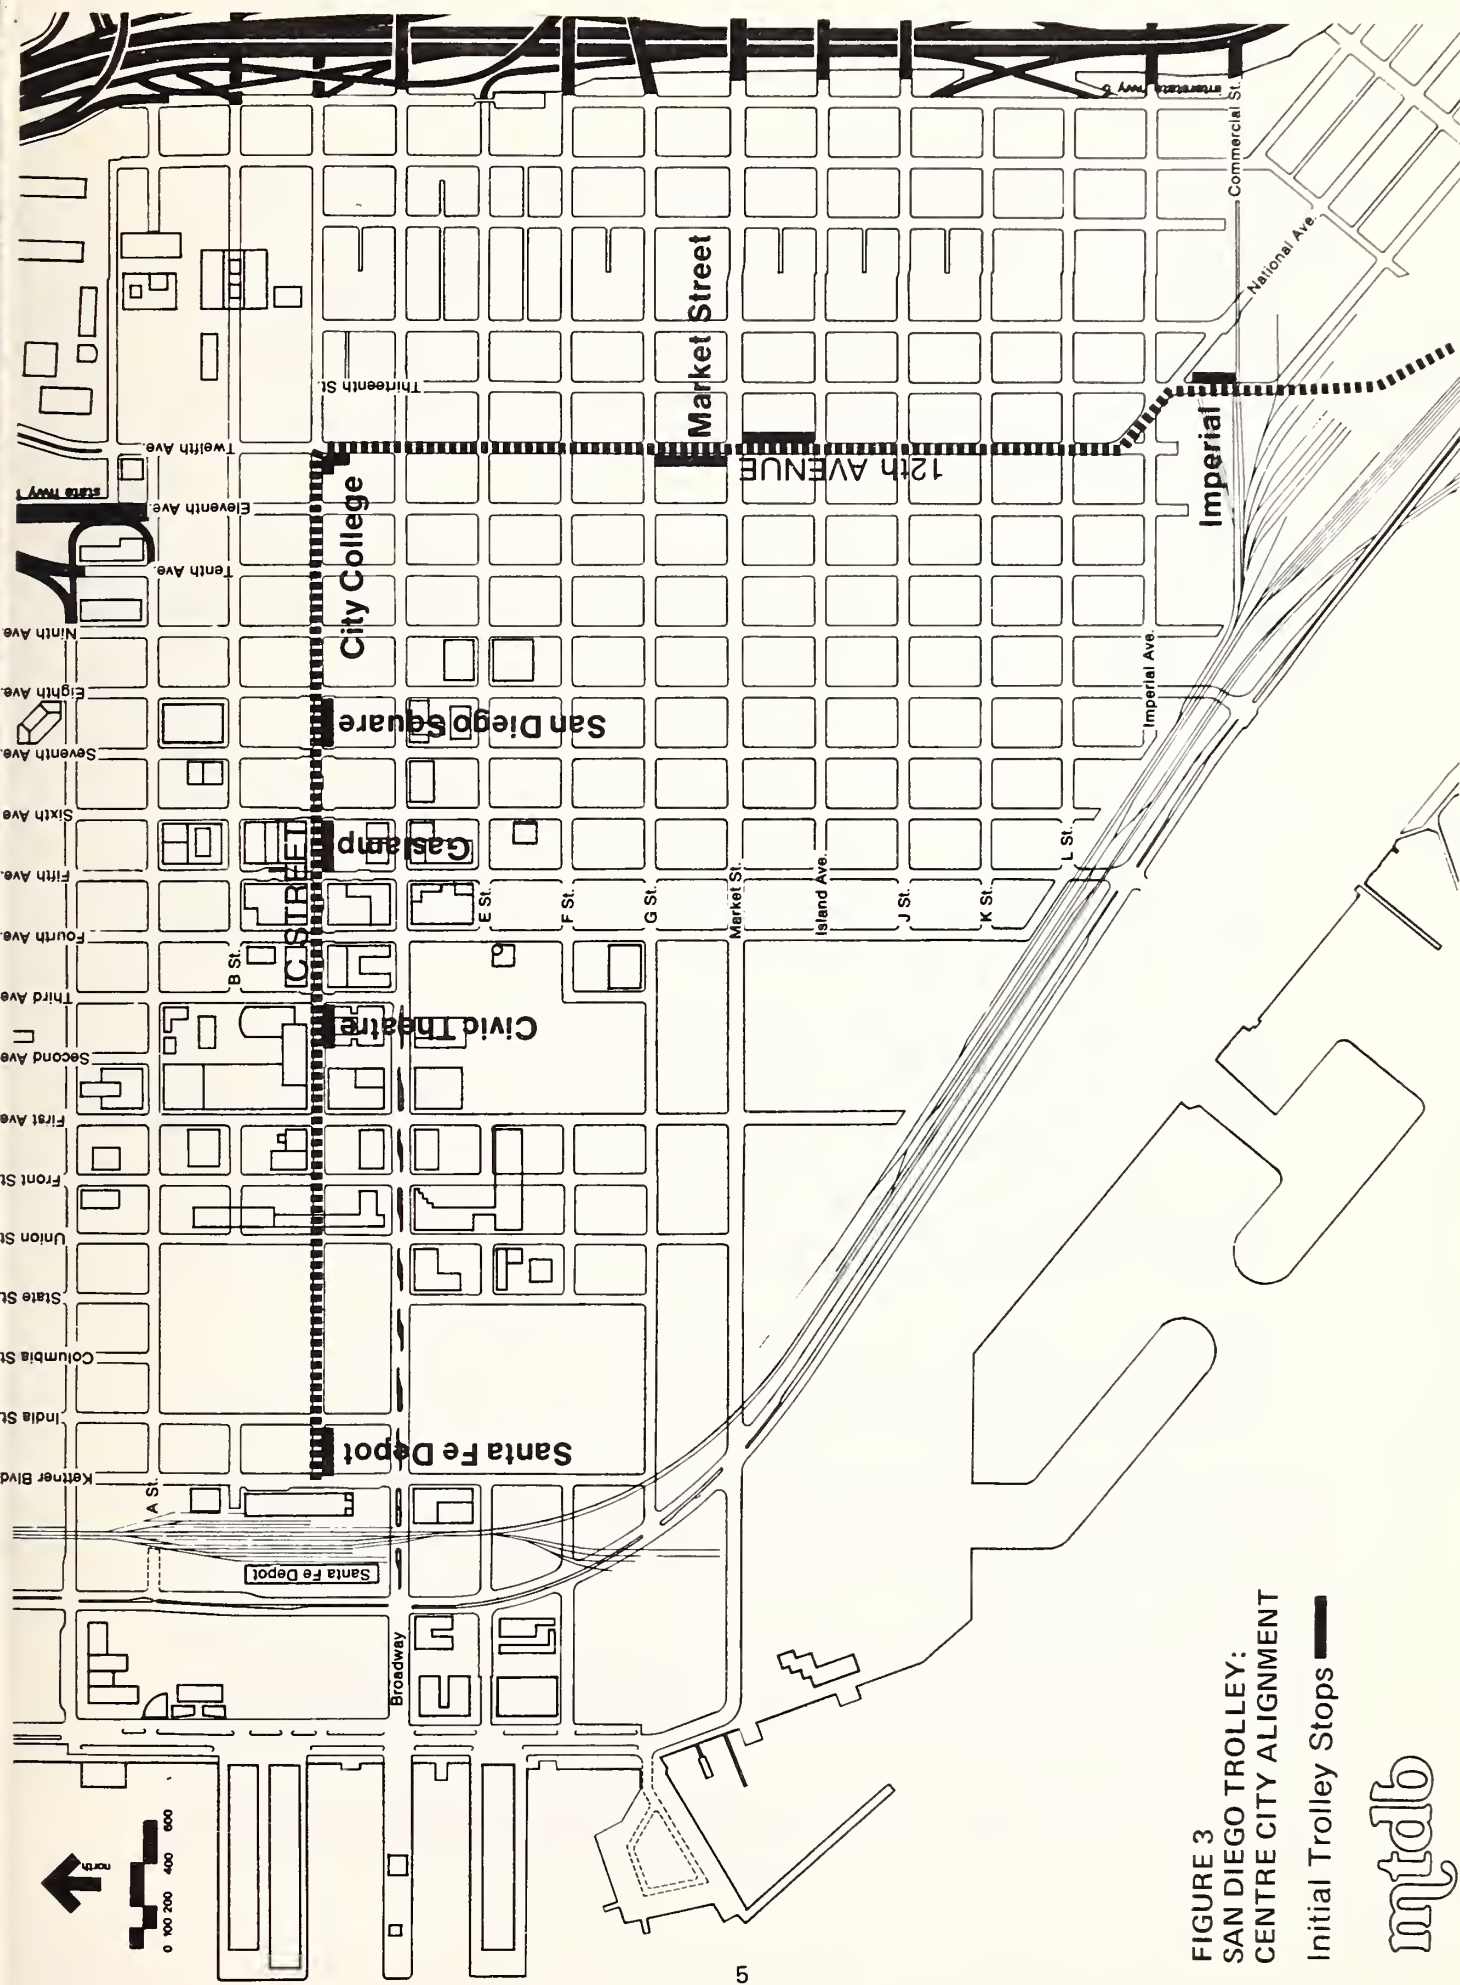 interstate hwy 5
Commercial St.
National Ave.
Thirteenth St.
Market Street
Twelfth Ave.
12th AVENUE
Imperial
state hwy
Eleventh Ave.
City College
Tenth Ave.
Ninth Ave.
Eighth Ave.
San Diego Square
Imperial Ave.
Seventh Ave.
Sixth Ave.
Gaslamp
Fifth Ave.
C STREET
E St.
F St.
G St.
Market St.
Island Ave.
J St.
K St.
L St.
Fourth Ave.
B St.
Third Ave.
Civic Theatre
Second Ave.
First Ave.
Front St.
Union St.
State St.
Columbia St.
India St.
Santa Fe Depot
Kettner Blvd.
A St.
Santa Fe Depot
Broadway
north
0 100 200 400 600
FIGURE 3
SAN DIEGO TROLLEY:
CENTRE CITY ALIGNMENT
Initial Trolley Stops
mtdb
5